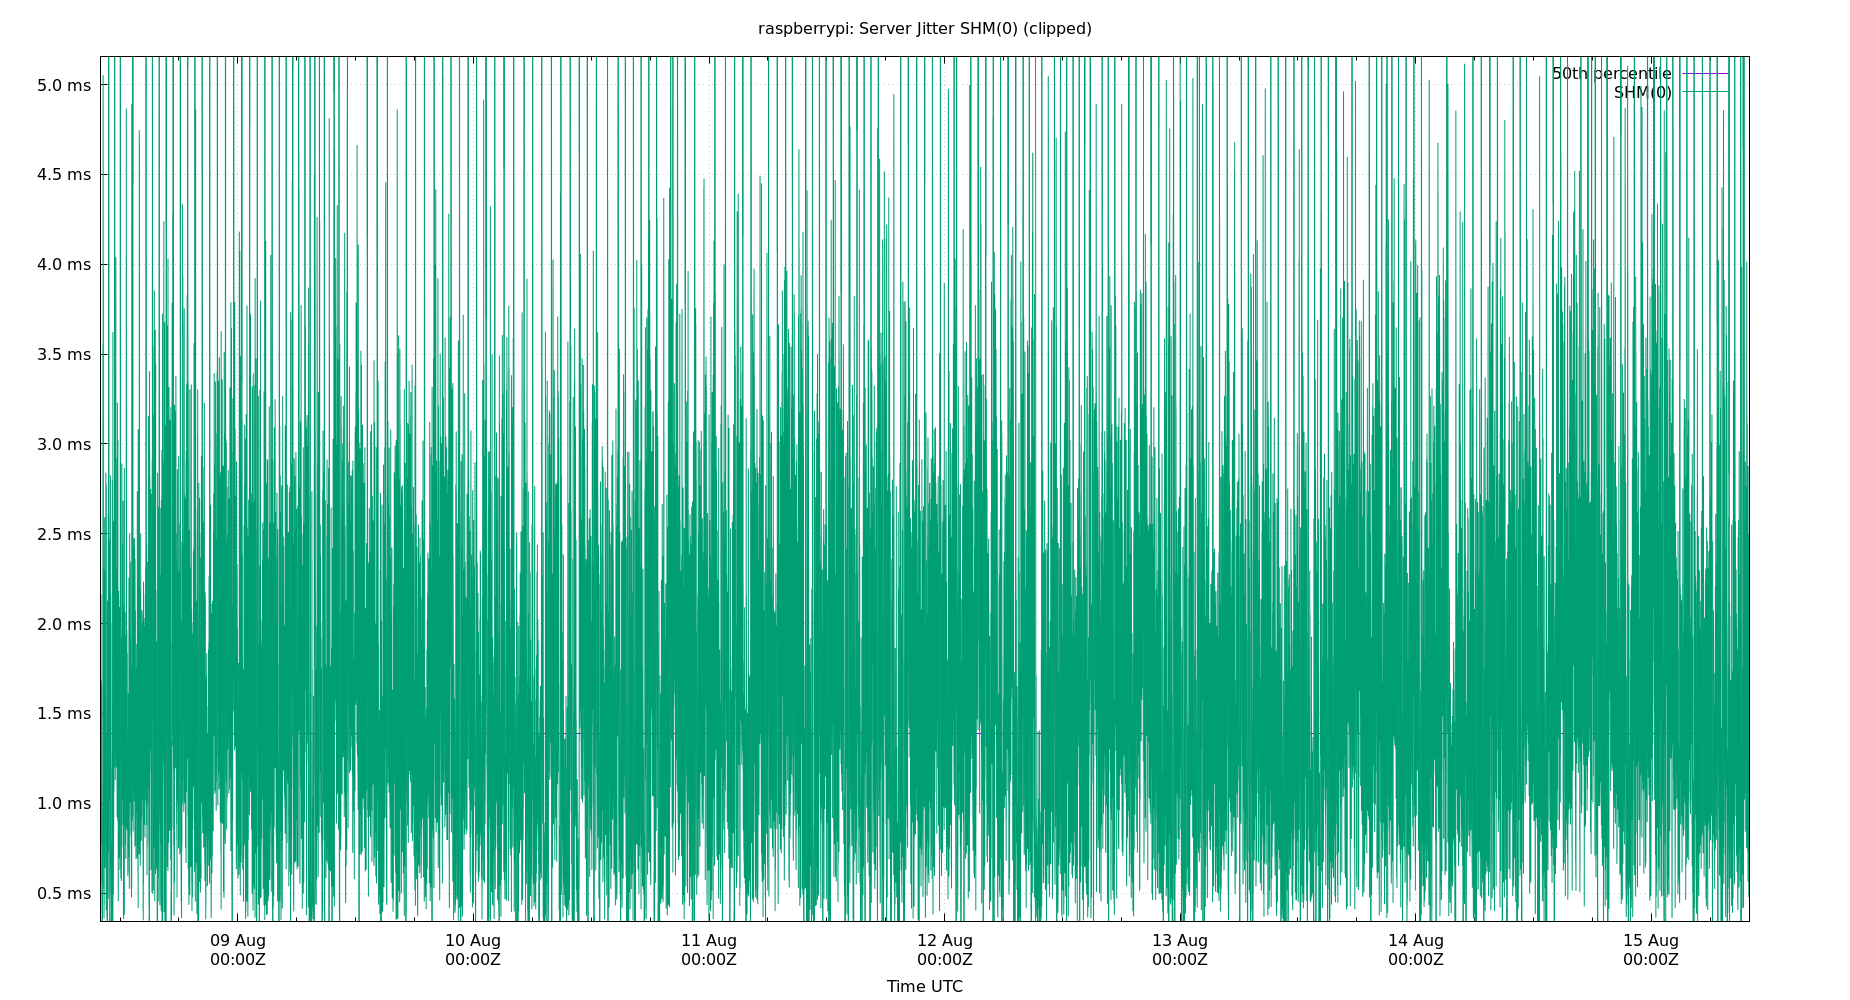 raspberrypi: Server Jitter SHM(0) (clipped)
50th percentile
SHM(0)
5.0 ms
4.5 ms
4.0 ms
3.5 ms
3.0 ms
2.5 ms
2.0 ms
1.5 ms
1.0 ms
0.5 ms
09 Aug 10 Aug 11 Aug 12 Aug 13 Aug 14 Aug 15 Aug
00:00Z 00:00Z 00:00Z 00:00Z 00:00Z 00:00Z 00:00Z
Time UTC